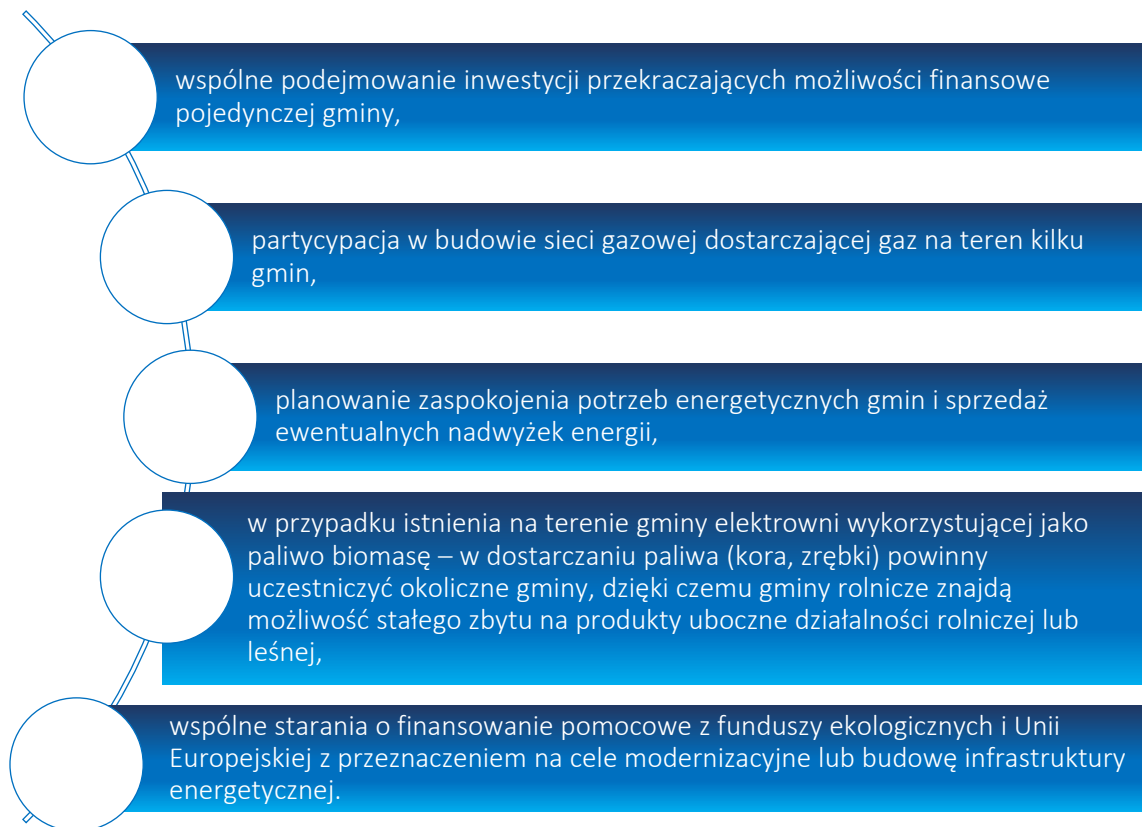 wspólne podejmowanie inwestycji przekraczających możliwości finansowe
pojedynczej gminy,
partycypacja w budowie sieci gazowej dostarczającej gaz na teren kilku
gmin,
planowanie zaspokojenia potrzeb energetycznych gmin i sprzedaż
ewentualnych nadwyżek energii,
w przypadku istnienia na terenie gminy elektrowni wykorzystującej jako
paliwo biomasę – w dostarczaniu paliwa (kora, zrębki) powinny
uczestniczyć okoliczne gminy, dzięki czemu gminy rolnicze znajdą
możliwość stałego zbytu na produkty uboczne działalności rolniczej lub
leśnej,
wspólne starania o finansowanie pomocowe z funduszy ekologicznych i Unii
Europejskiej z przeznaczeniem na cele modernizacyjne lub budowę infrastruktury
energetycznej.